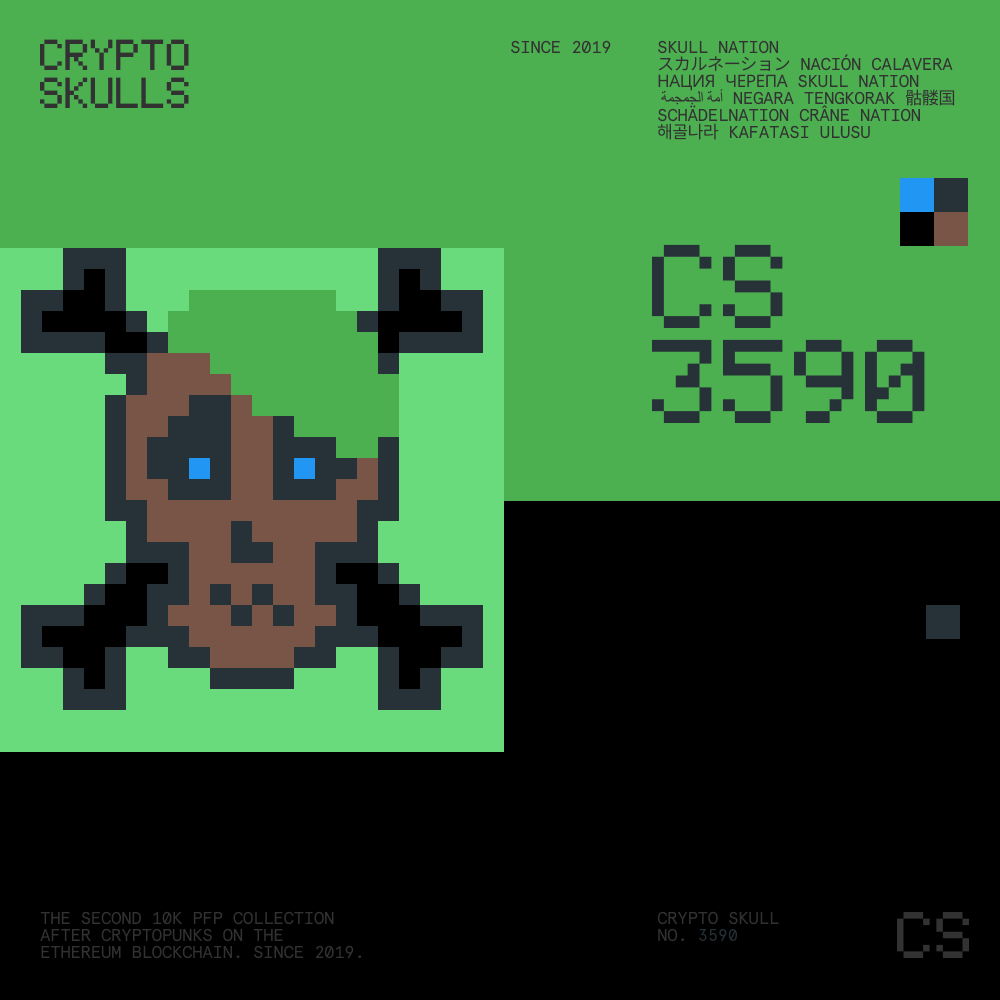 CRYPTO
SKULLS
SINCE 2019
SKULL NATION
スカルネーション NACIÓN CALAVERA
НАЦИЯ ЧЕРЕПА SKULL NATION
أمة الجمجمة NEGARA TENGKORAK 骷髅国
SCHÄDELNATION CRÂNE NATION
해골나라 KAFATASI ULUSU
CS
3590
THE SECOND 10K PFP COLLECTION
AFTER CRYPTOPUNKS ON THE
ETHEREUM BLOCKCHAIN. SINCE 2019.
CRYPTO SKULL
NO. 3590
CS